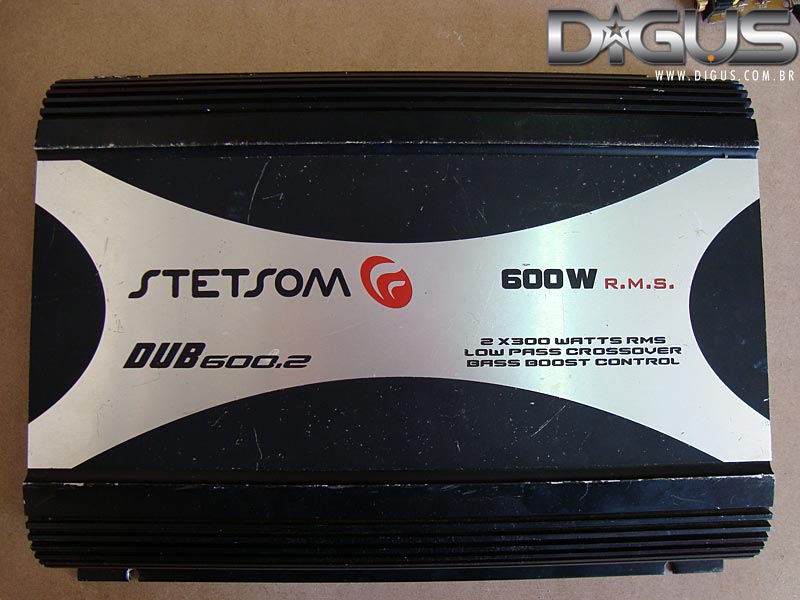 DIGUS
WWW.DIGUS.COM.BR
STETSOM
600W R.M.S.
DUB600.2
2 X300 WATTS RMS
LOW PASS CROSSOVER
BASS BOOST CONTROL